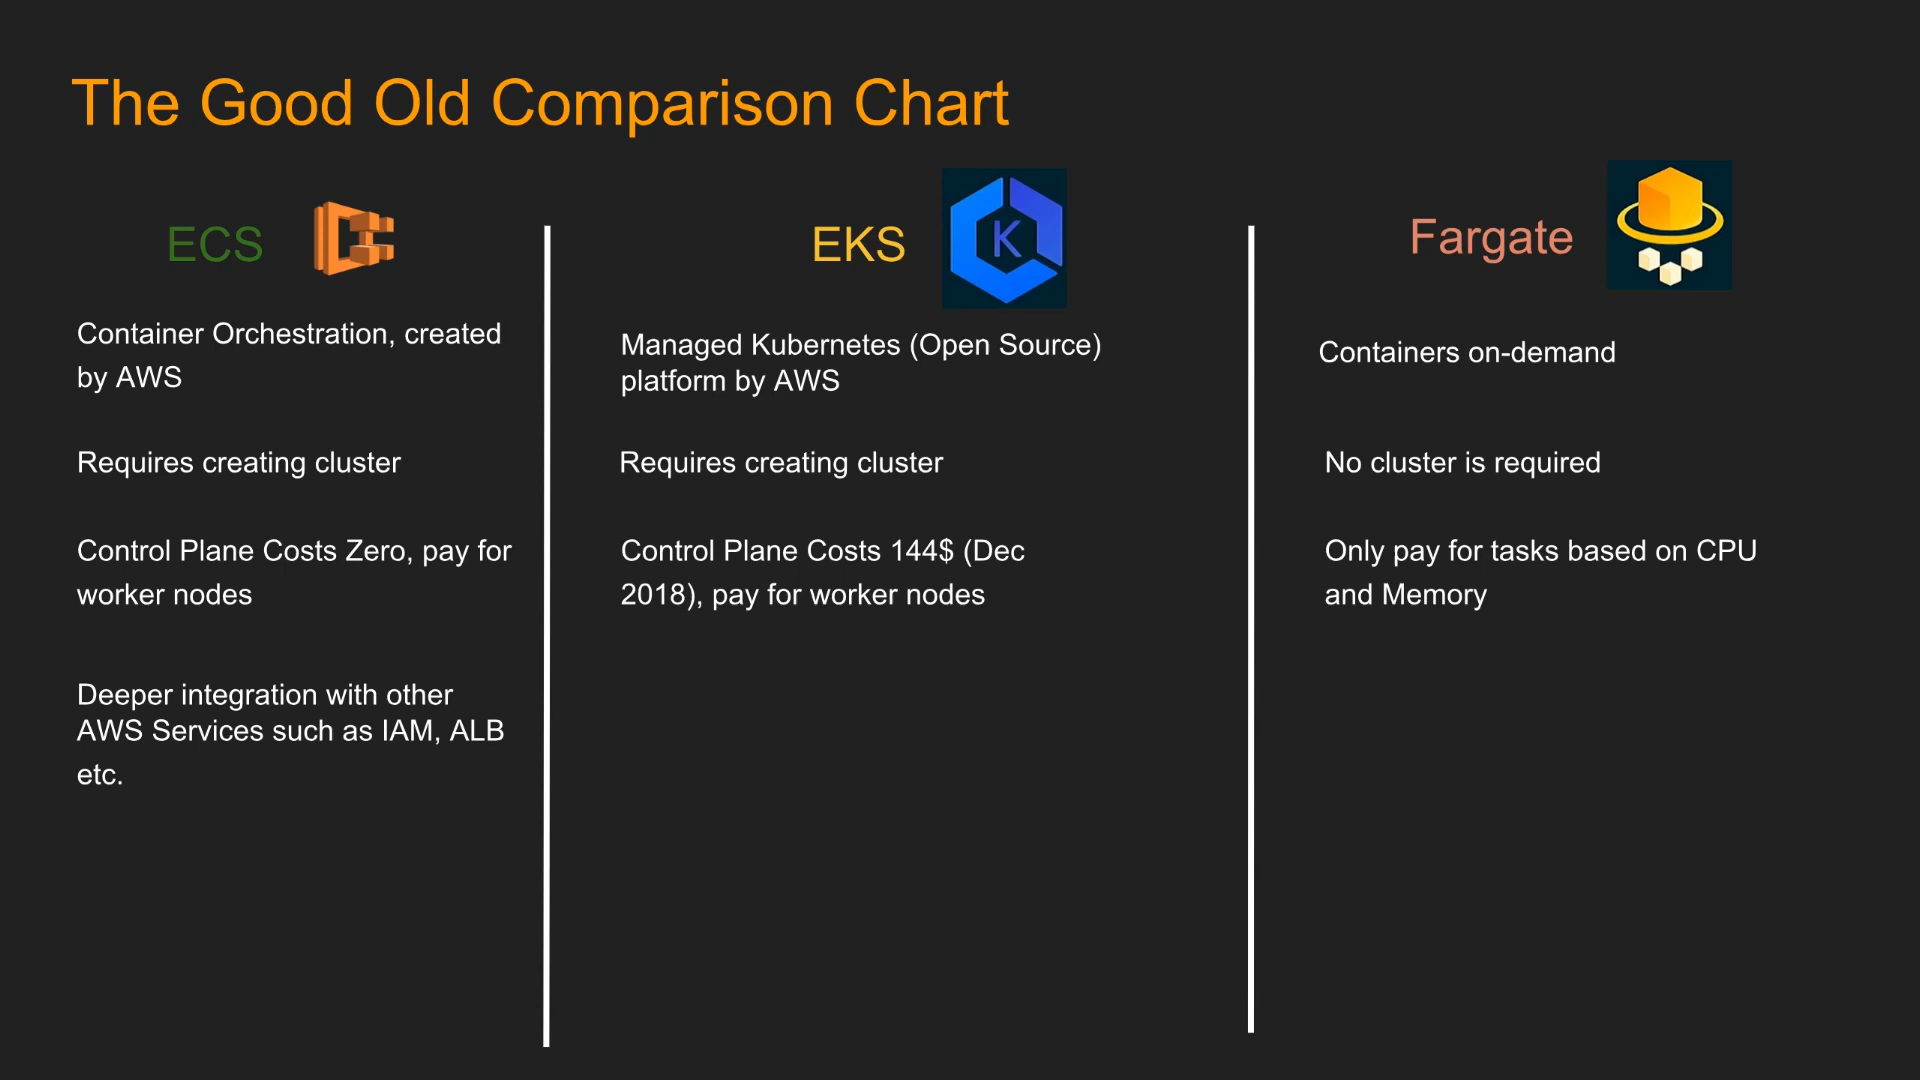 The Good Old Comparison Chart
ECS
Container Orchestration, created
by AWS
Requires creating cluster
Control Plane Costs Zero, pay for
worker nodes
Deeper integration with other
AWS Services such as IAM, ALB
etc.
EKS
K
Managed Kubernetes (Open Source)
platform by AWS
Requires creating cluster
Control Plane Costs 144$ (Dec
2018), pay for worker nodes
Fargate
Containers on-demand
No cluster is required
Only pay for tasks based on CPU
and Memory